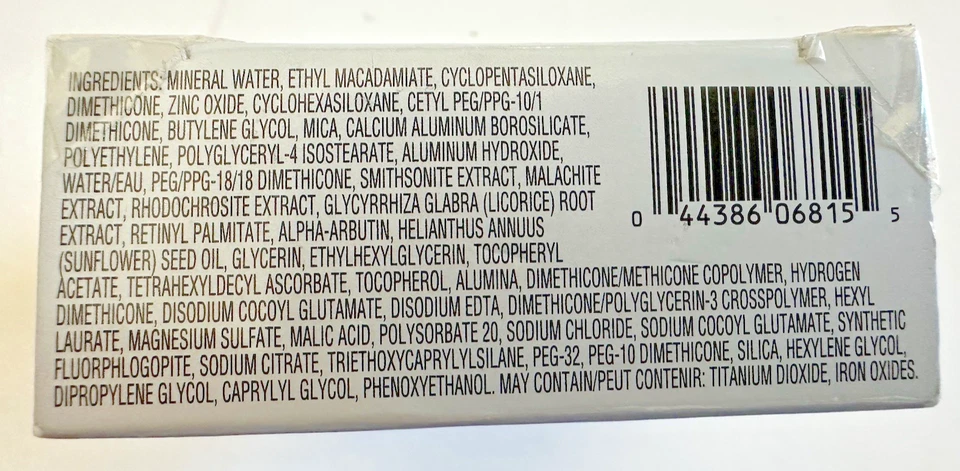 INGREDIENTS: MINERAL WATER, ETHYL MACADAMIATE, CYCLOPENTASILOXANE,
DIMETHICONE, ZINC OXIDE, CYCLOHEXASILOXANE, CETYL PEG/PPG-10/1
DIMETHICONE, BUTYLENE GLYCOL, MICA, CALCIUM ALUMINUM BOROSILICATE,
POLYETHYLENE, POLYGLYCERYL-4 ISOSTEARATE, ALUMINUM HYDROXIDE,
WATER/EAU, PEG/PPG-18/18 DIMETHICONE, SMITHSONITE EXTRACT, MALACHITE
EXTRACT, RHODOCHROSITE EXTRACT, GLYCYRRHIZA GLABRA (LICORICE) ROOT
EXTRACT, RETINYL PALMITATE, ALPHA-ARBUTIN, HELIANTHUS ANNUUS
(SUNFLOWER) SEED OIL, GLYCERIN, ETHYLHEXYLGLYCERIN, TOCOPHERYL
ACETATE, TETRAHEXYLDECYL ASCORBATE, TOCOPHEROL, ALUMINA, DIMETHICONE/METHICONE COPOLYMER, HYDROGEN
DIMETHICONE, DISODIUM COCOYL GLUTAMATE, DISODIUM EDTA, DIMETHICONE/POLYGLYCERIN-3 CROSSPOLYMER, HEXYL
LAURATE, MAGNESIUM SULFATE, MALIC ACID, POLYSORBATE 20, SODIUM CHLORIDE, SODIUM COCOYL GLUTAMATE, SYNTHETIC
FLUORPHLOGOPITE, SODIUM CITRATE, TRIETHOXYCAPRYLYLSILANE, PEG-32, PEG-10 DIMETHICONE, SILICA, HEXYLENE GLYCOL,
DIPROPYLENE GLYCOL, CAPRYLYL GLYCOL, PHENOXYETHANOL. MAY CONTAIN/PEUT CONTENIR: TITANIUM DIOXIDE, IRON OXIDES.
0 44386 06815 5